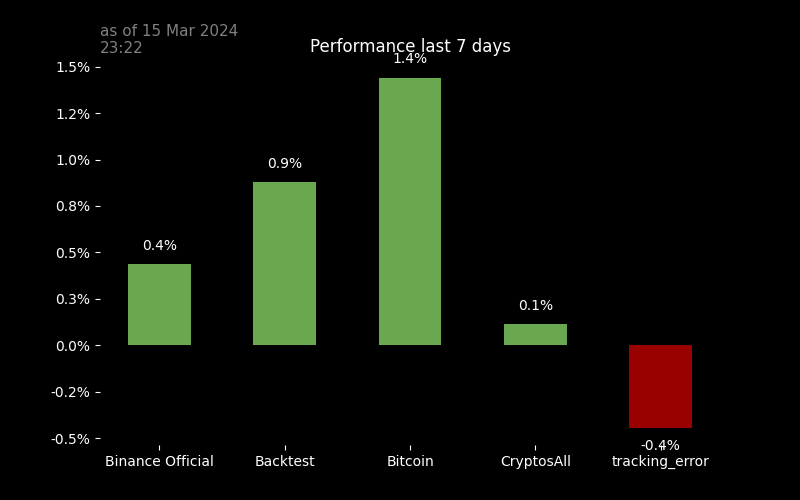 as of 15 Mar 2024
23:22
Performance last 7 days
1.5%
1.2%
1.0%
0.8%
0.5%
0.3%
0.0%
-0.2%
-0.5%
0.4%
0.9%
1.4%
0.1%
-0.4%
Binance Official
Backtest
Bitcoin
CryptosAll
tracking_error